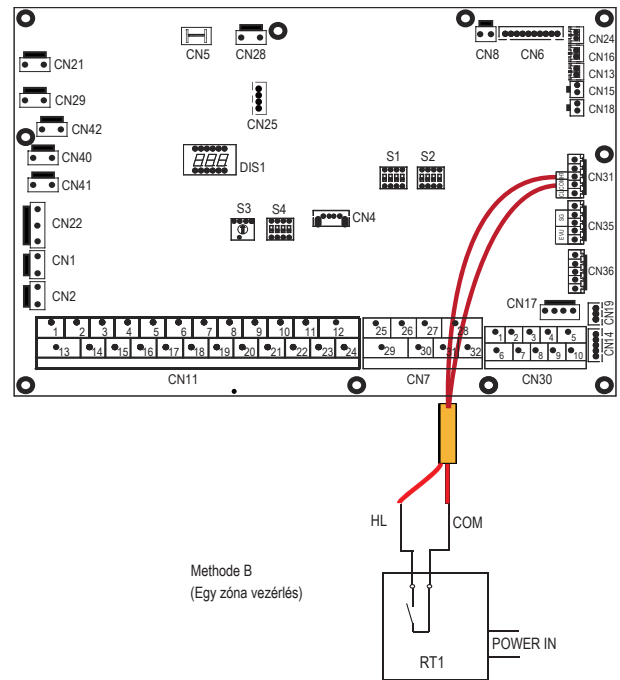 CN5 CN28 CN8 CN6 CN24
CN16
CN13
CN15
CN18
CN21
CN29
CN42
CN40
CN41
CN25
DIS1
S1 S2
CN31
CN22
S3 S4 CN4
SG
EVU
CN35
CN1
CN36
CN2
CN17 CN19
1 2 3 4 5 6 7 8 9 10 11 12
25 26 27 28
1 2 3 4 5
13 14 15 16 17 18 19 20 21 22 23 24
29 30 31 32
6 7 8 9 10
CN14
CN11 CN7 CN30
HL COM
Methode B
(Egy zóna vezérlés)
POWER IN
RT1